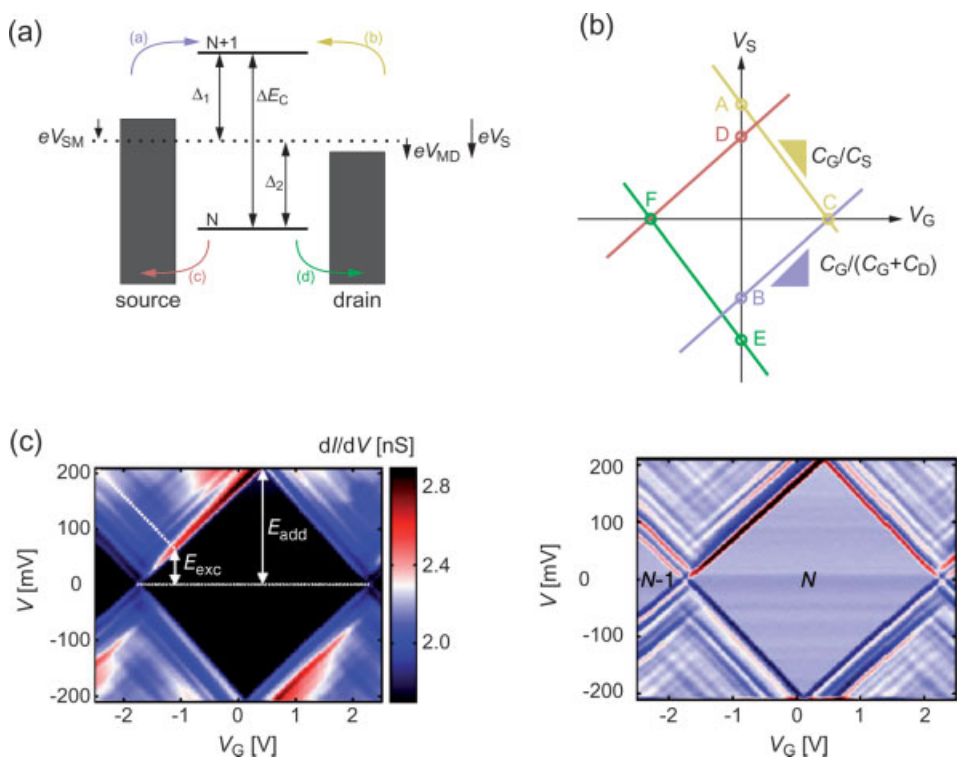 (a)
(a)
N+1
(b)
Δ1
ΔEC
eVSM
eVMD
eVS
Δ2
N
(c)
(d)
source
drain
(b)
VS
A
D
CG/CS
F
C
VG
B
CG/(CG+CD)
E
(c)
dI/dV [nS]
200
100
0
-100
-200
V [mV]
Eexc
Eadd
2.8
2.4
2.0
-2
-1
0
1
2
VG [V]
200
100
0
-100
-200
V [mV]
N-1
N
-2
-1
0
1
2
VG [V]